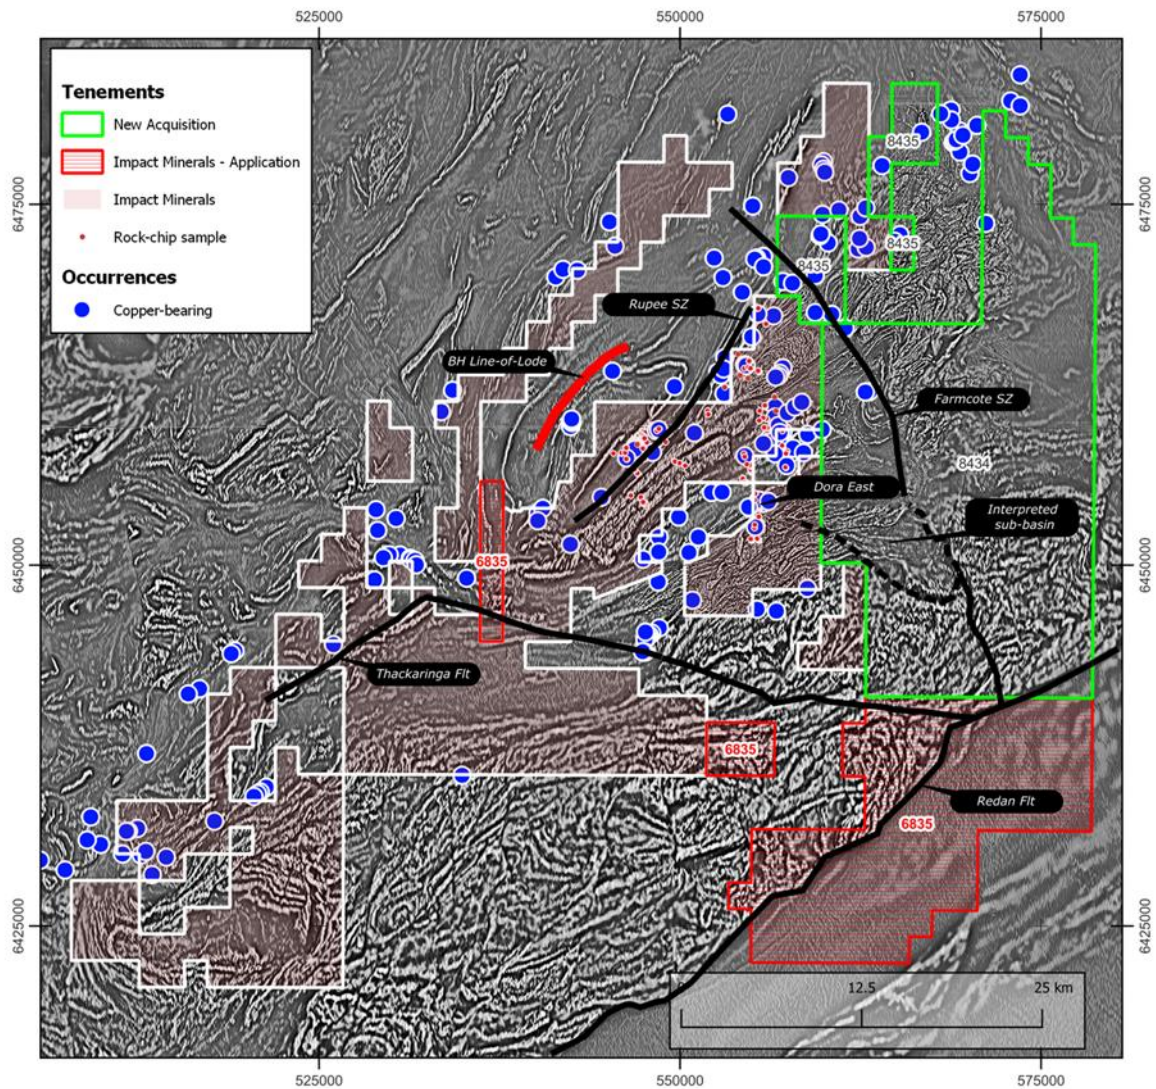 525000
550000
575000
Tenements
New Acquisition
Impact Minerals - Application
Impact Minerals
Rock-chip sample
Occurrences
Copper-bearing
8435
6475000
6475000
8435
8435
Rupee SZ
BH Line-of-Lode
Farmcote SZ
8434
Dora East
Interpreted
sub-basin
6450000
6835
6450000
Thackaringa Flt
6835
Redan Flt
6835
6425000
6425000
12.5
25 km
525000
550000
575000